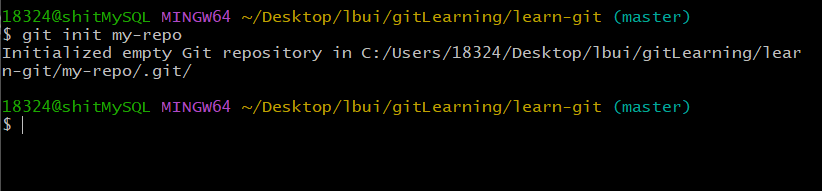 18324@shitMySQL MINGW64 ~/Desktop/lbui/gitLearning/learn-git (master)
$ git init my-repo
Initialized empty Git repository in C:/Users/18324/Desktop/lbui/gitLearning/lear
n-git/my-repo/.git/
18324@shitMySQL MINGW64 ~/Desktop/lbui/gitLearning/learn-git (master)
$